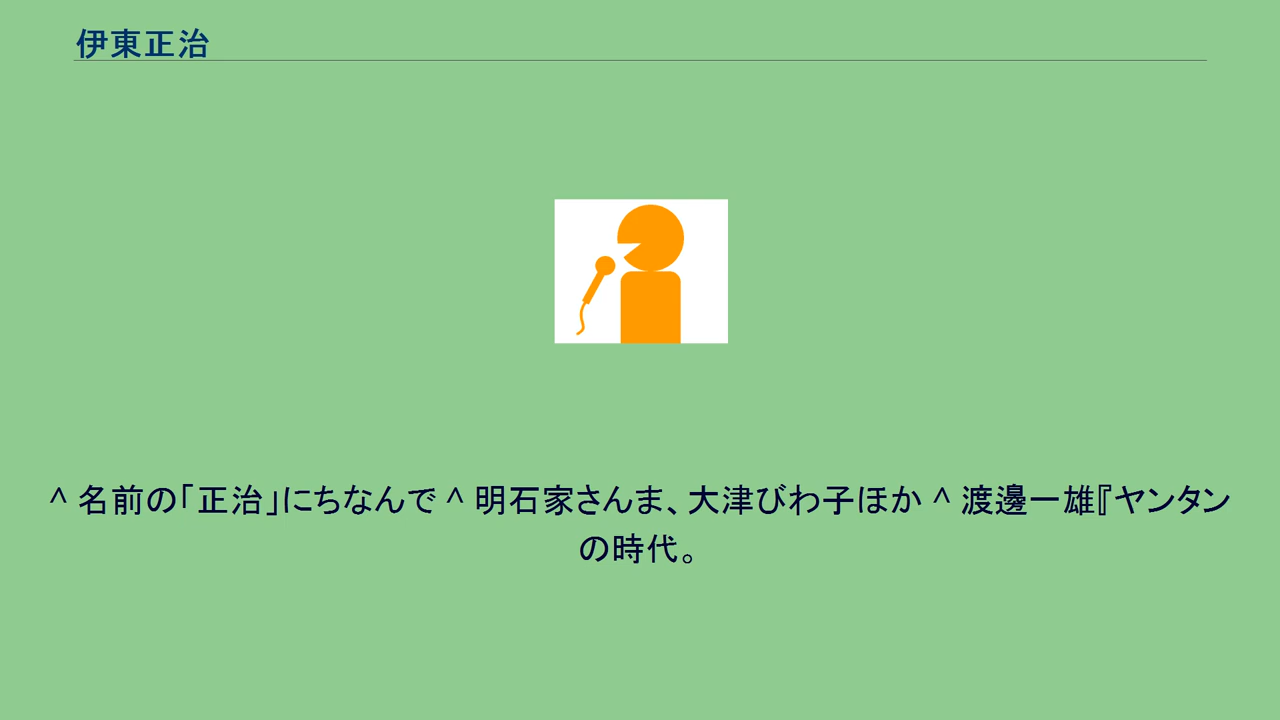 伊東正治
^ 名前の「正治」にちなんで ^ 明石家さんま、大津びわ子ほか ^ 渡邊一雄『ヤンタン
の時代。